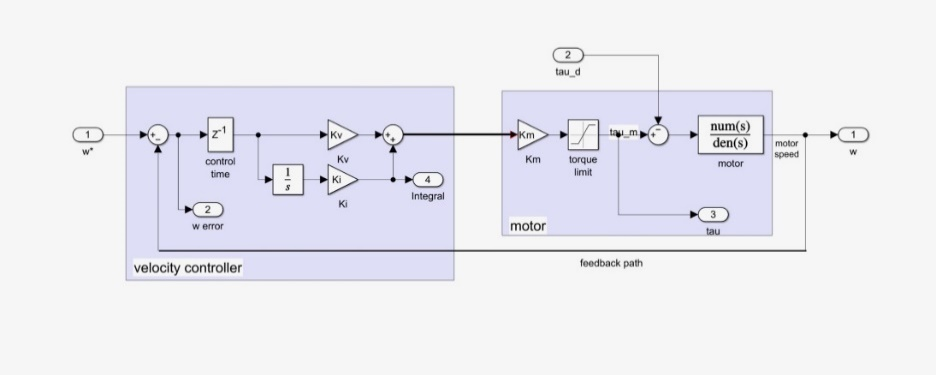 2
tau_d
1
w*
z-1
control
time
Kv
Kv
1
s
Ki
Ki
4
Integral
2
w error
velocity controller
Km
Km
torque
limit
tau_m
num(s)
den(s)
motor
motor
speed
1
w
3
tau
motor
feedback path